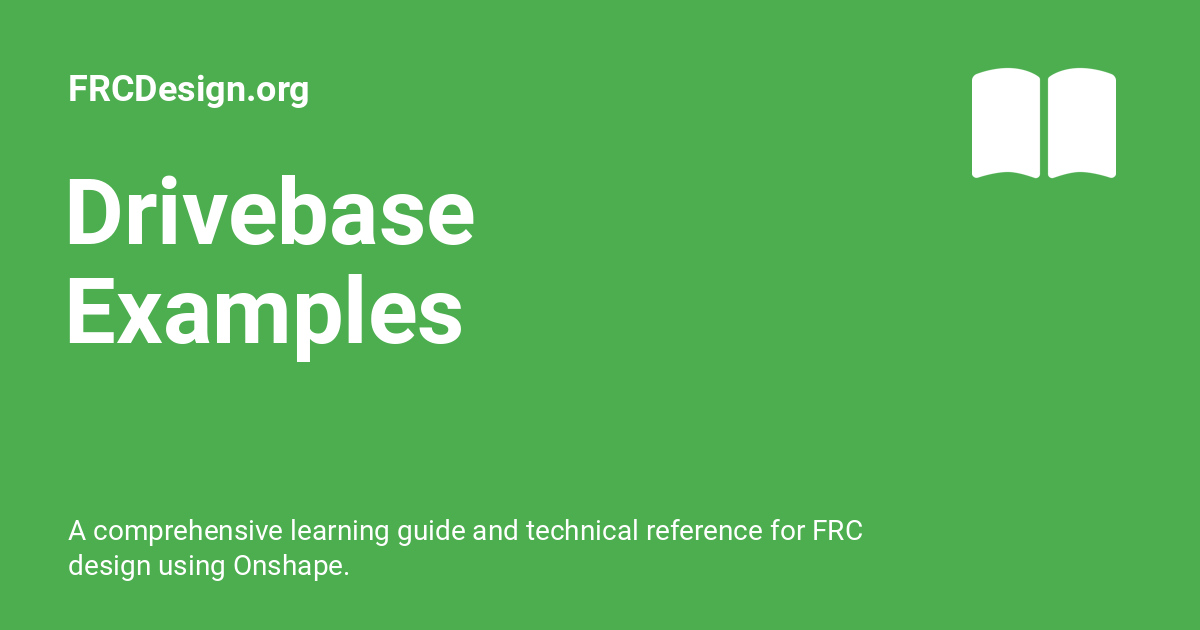 FRCDesign.org
Drivebase
Examples
A comprehensive learning guide and technical reference for FRC
design using Onshape.